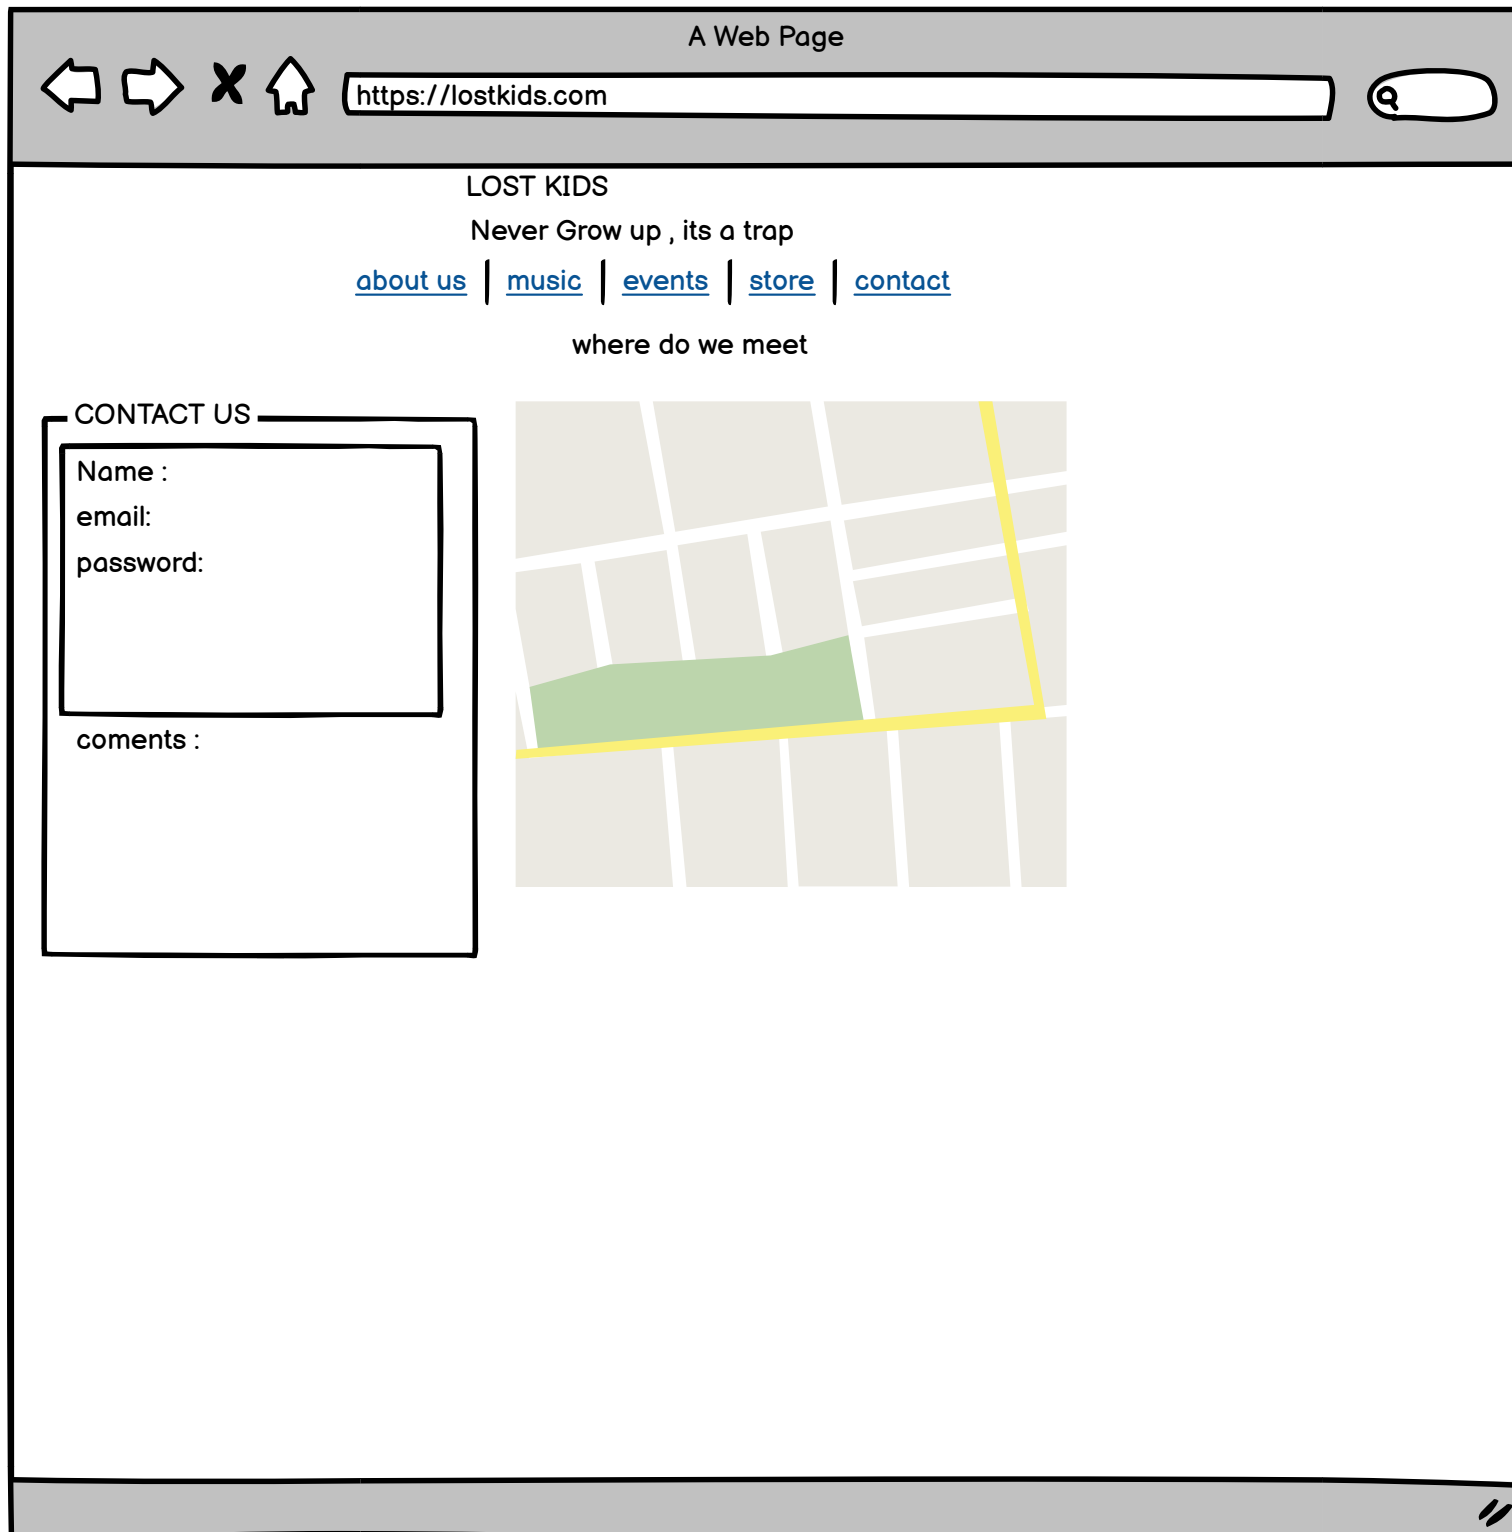 A Web Page
https://lostkids.com
LOST KIDS
Never Grow up , its a trap
about us | music | events | store | contact
where do we meet
CONTACT US
Name :
email:
password:
coments :